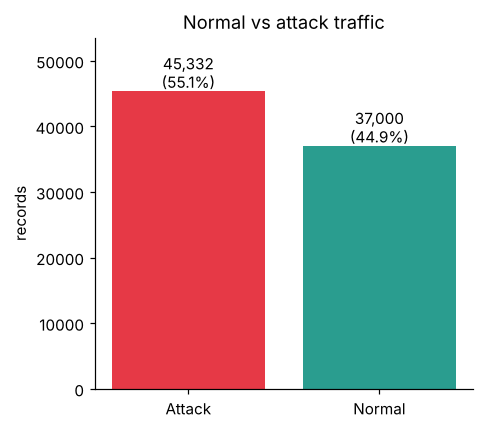 Normal vs attack traffic
50000
40000
30000
20000
10000
0
records
45,332
(55.1%)
37,000
(44.9%)
Attack
Normal